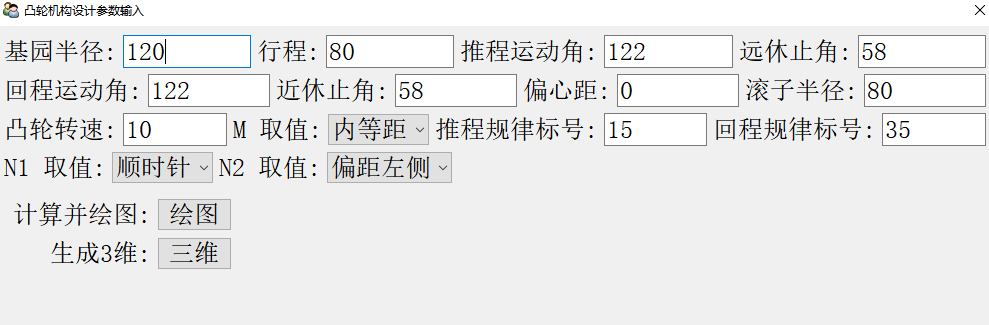 凸轮机构设计参数输入
基园半径: 120 行程: 80 推程运动角: 122 远休止角: 58
回程运动角: 122 近休止角: 58 偏心距: 0 滚子半径: 80
凸轮转速: 10 M 取值: 内等距 推程规律标号: 15 回程规律标号: 35
N1 取值: 顺时针 N2 取值: 偏距左侧
计算并绘图: 绘图
生成3维: 三维